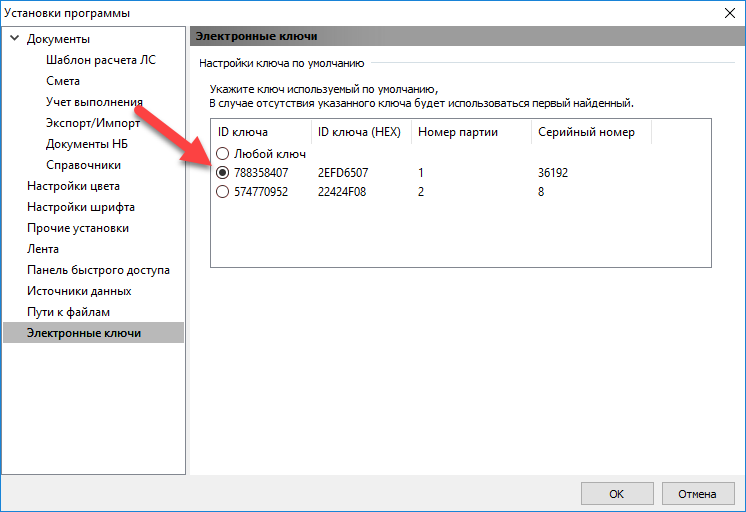 Установки программы
Документы
Шаблон расчета ЛС
Смета
Учет выполнения
Экспорт/Импорт
Документы НБ
Справочники
Настройки цвета
Настройки шрифта
Прочие установки
Лента
Панель быстрого доступа
Источники данных
Пути к файлам
Электронные ключи
Электронные ключи
Настройки ключа по умолчанию
Укажите ключ используемый по умолчанию,
В случае отсутствия указанного ключа будет использоваться первый найденный.
ID ключа ID ключа (HEX) Номер партии Серийный номер
Любой ключ
788358407 2EFD6507 1 36192
574770952 22424F08 2 8
OK Отмена